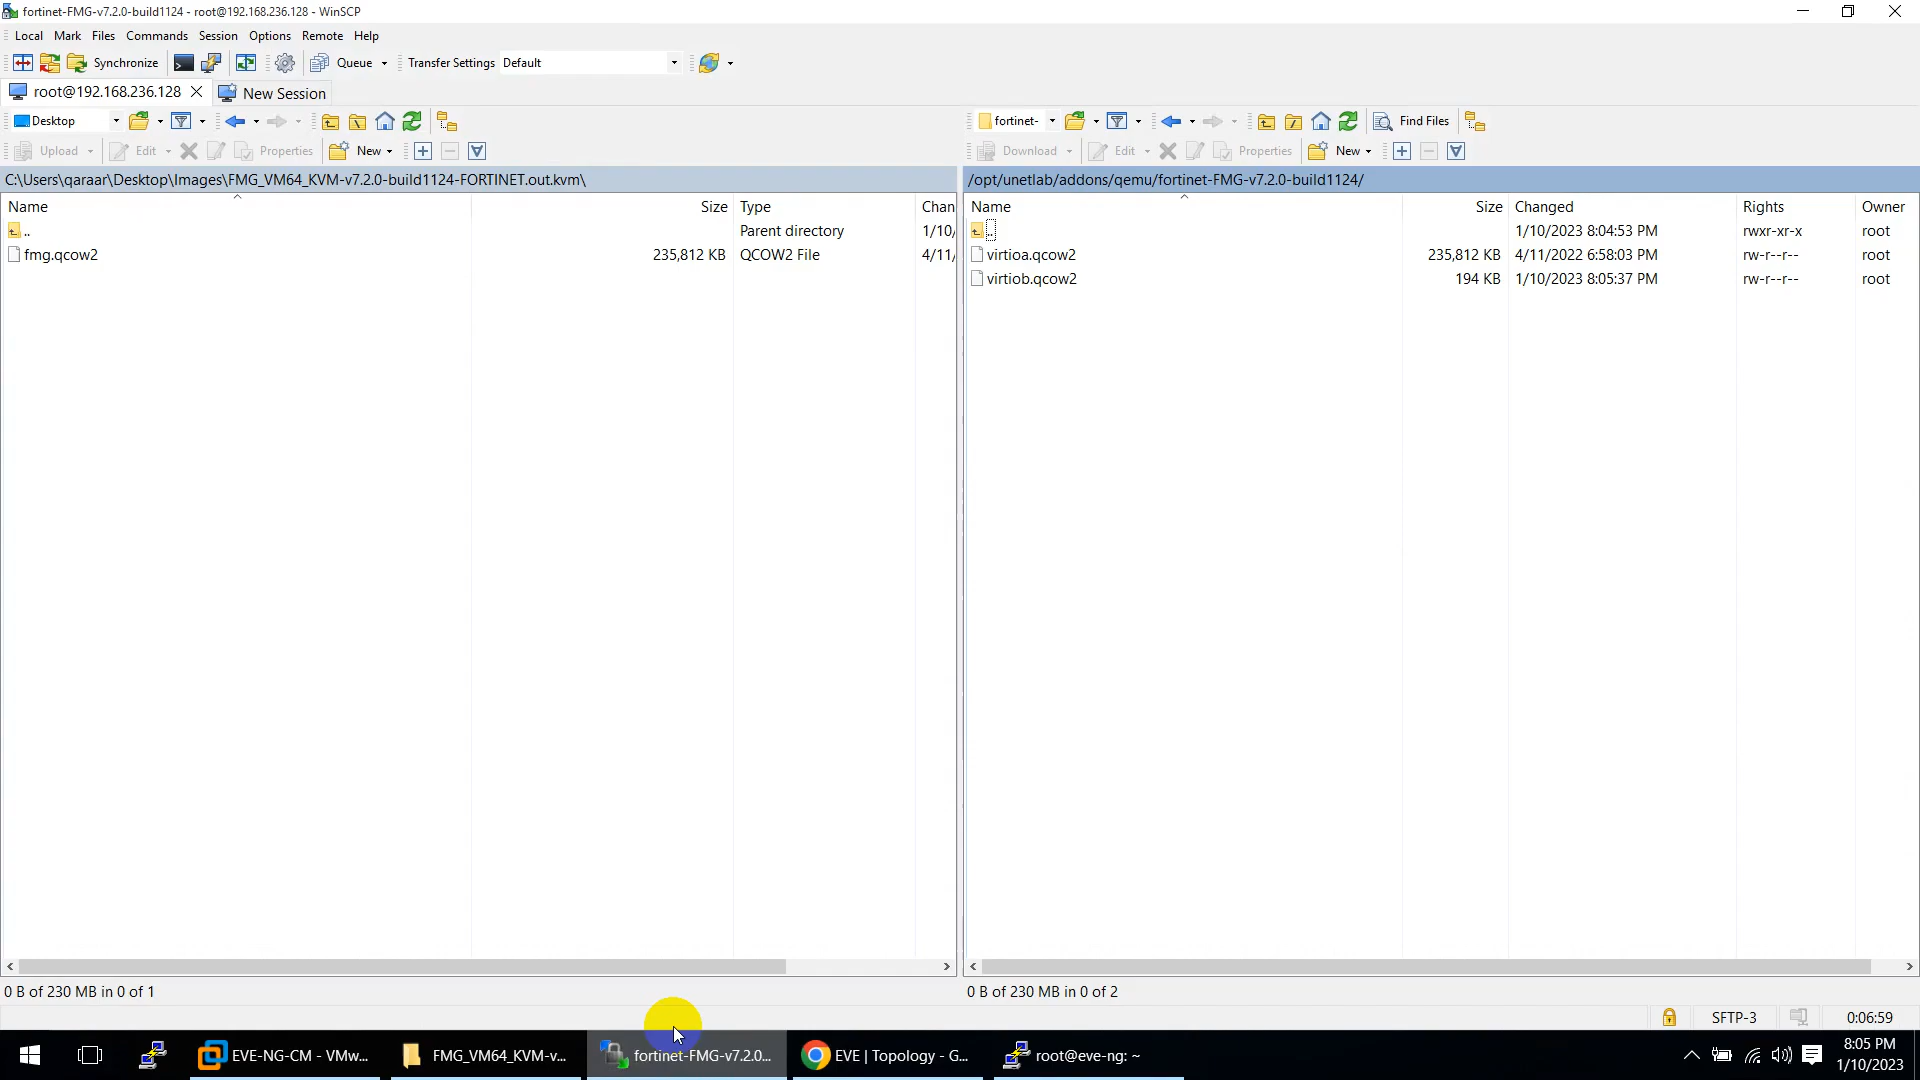 fortinet-FMG-v7.2.0-build1124 - root@192.168.236.128 - WinSCP
Local Mark Files Commands Session Options Remote Help
Synchronize Queue Transfer Settings Default
root@192.168.236.128 New Session
Desktop fortinet- Find Files
Upload Edit Properties New Download Edit Properties New
C:\Users\qaraar\Desktop\Images\FMG_VM64_KVM-v7.2.0-build1124-FORTINET.out.kvm\ /opt/unetlab/addons/qemu/fortinet-FMG-v7.2.0-build1124/
Name Size Type Chan Name Size Changed Rights Owner
.. Parent directory 1/10/ .. 1/10/2023 8:04:53 PM rwxr-xr-x root
fmg.qcow2 235,812 KB QCOW2 File 4/11/ virtioa.qcow2 235,812 KB 4/11/2022 6:58:03 PM rw-r--r-- root
virtiob.qcow2 194 KB 1/10/2023 8:05:37 PM rw-r--r-- root
0 B of 230 MB in 0 of 1 0 B of 230 MB in 0 of 2
SFTP-3 0:06:59
EVE-NG-CM - VMw... FMG_VM64_KVM-v... fortinet-FMG-v7.2.0... EVE | Topology - G... root@eve-ng: ~ 8:05 PM
1/10/2023